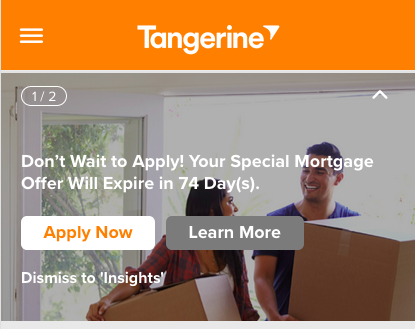 Tangerine
1 / 2
Don't Wait to Apply! Your Special Mortgage
Offer Will Expire in 74 Day(s).
Apply Now
Learn More
Dismiss to 'Insights'